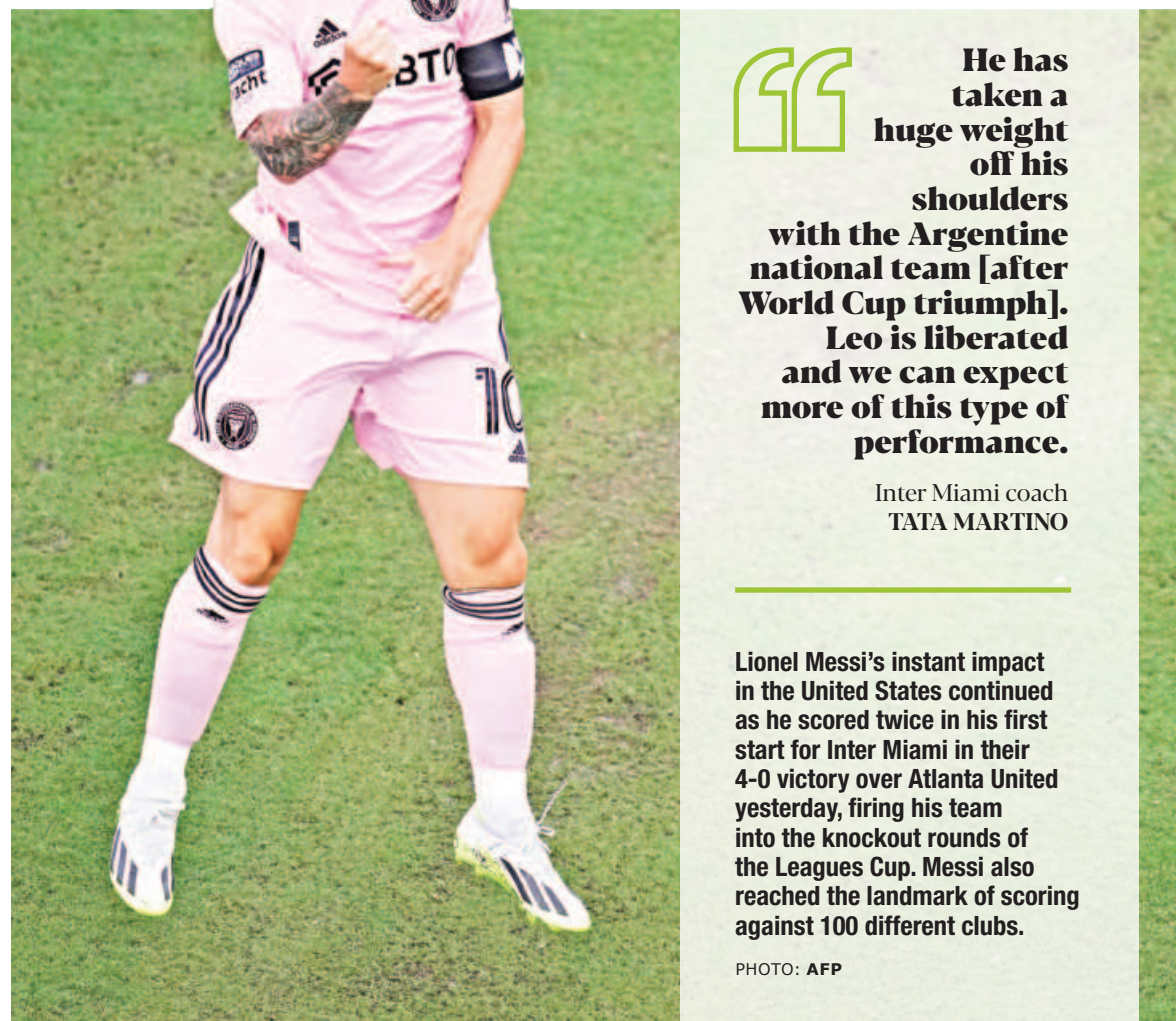 adidas
BTO
acht
10
He has
taken a
huge weight
off his
shoulders
with the Argentine
national team [after
World Cup triumph].
Leo is liberated
and we can expect
more of this type of
performance.
Inter Miami coach
TATA MARTINO
Lionel Messi’s instant impact
in the United States continued
as he scored twice in his first
start for Inter Miami in their
4-0 victory over Atlanta United
yesterday, firing his team
into the knockout rounds of
the Leagues Cup. Messi also
reached the landmark of scoring
against 100 different clubs.
PHOTO: AFP